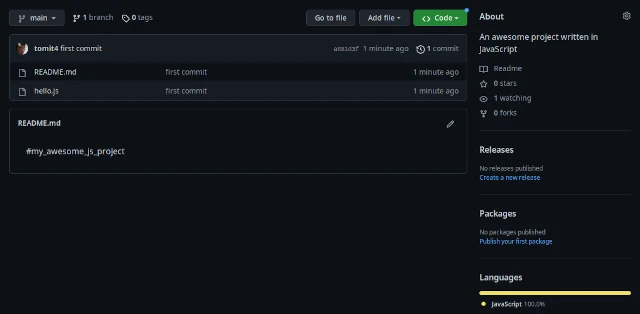 main
1 branch
0 tags
Go to file
Add file
Code
tomit4 first commit
1 minute ago
1 commit
README.md
first commit
1 minute ago
hello.js
first commit
1 minute ago
README.md
#my_awesome_js_project
About
An awesome project written in
JavaScript
Readme
0 stars
1 watching
0 forks
Releases
No releases published
Create a new release
Packages
No packages published
Publish your first package
Languages
JavaScript 100.0%